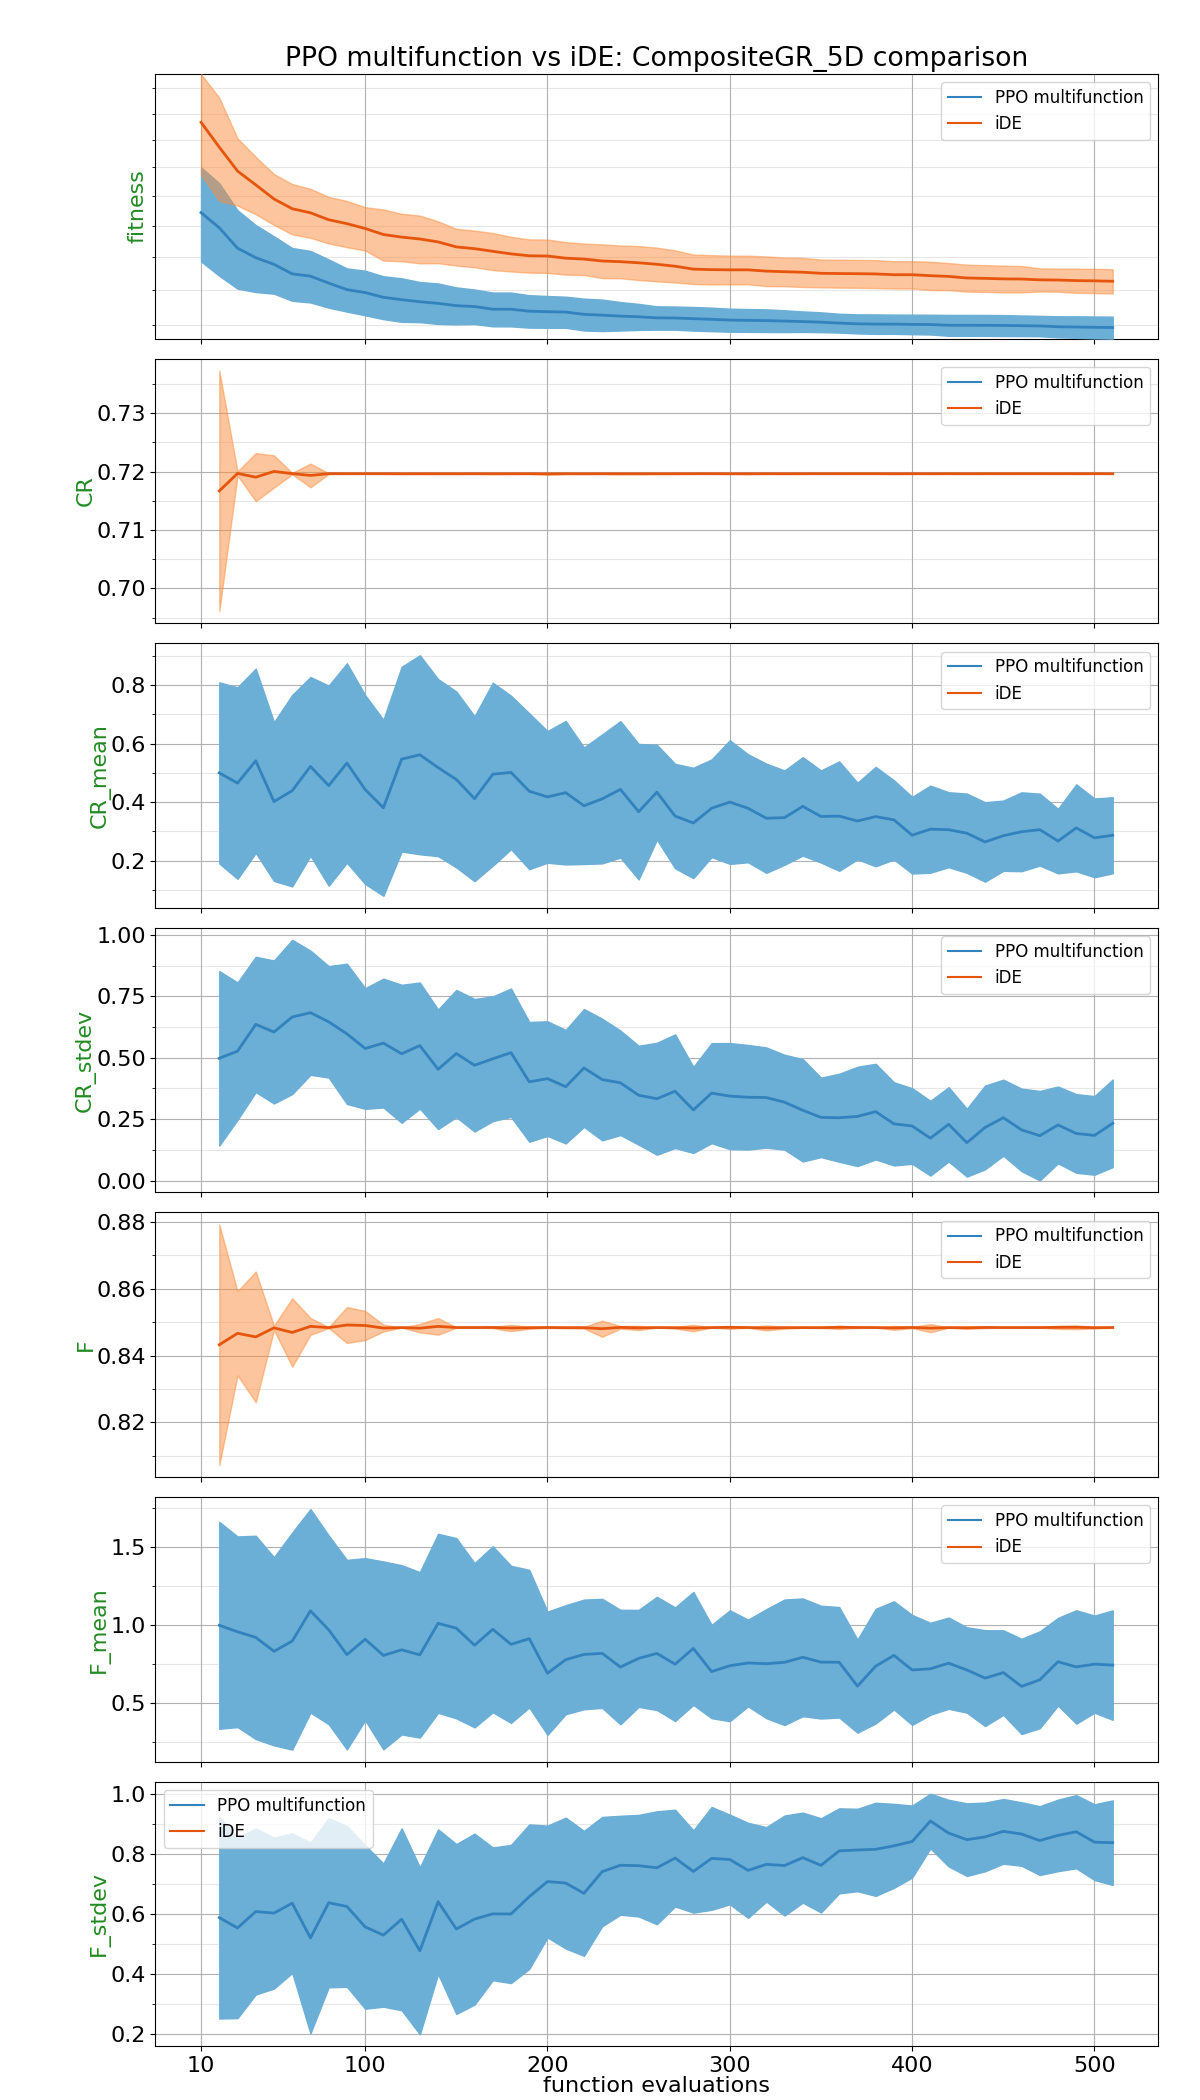 PPO multifunction vs iDE: CompositeGR_5D comparison
fitness
PPO multifunction
iDE
CR
0.73
0.72
0.71
0.70
PPO multifunction
iDE
CR_mean
0.8
0.6
0.4
0.2
PPO multifunction
iDE
CR_stdev
1.00
0.75
0.50
0.25
0.00
PPO multifunction
iDE
F
0.88
0.86
0.84
0.82
PPO multifunction
iDE
F_mean
1.5
1.0
0.5
PPO multifunction
iDE
F_stdev
1.0
0.8
0.6
0.4
0.2
PPO multifunction
iDE
10 100 200 300 400 500
function evaluations